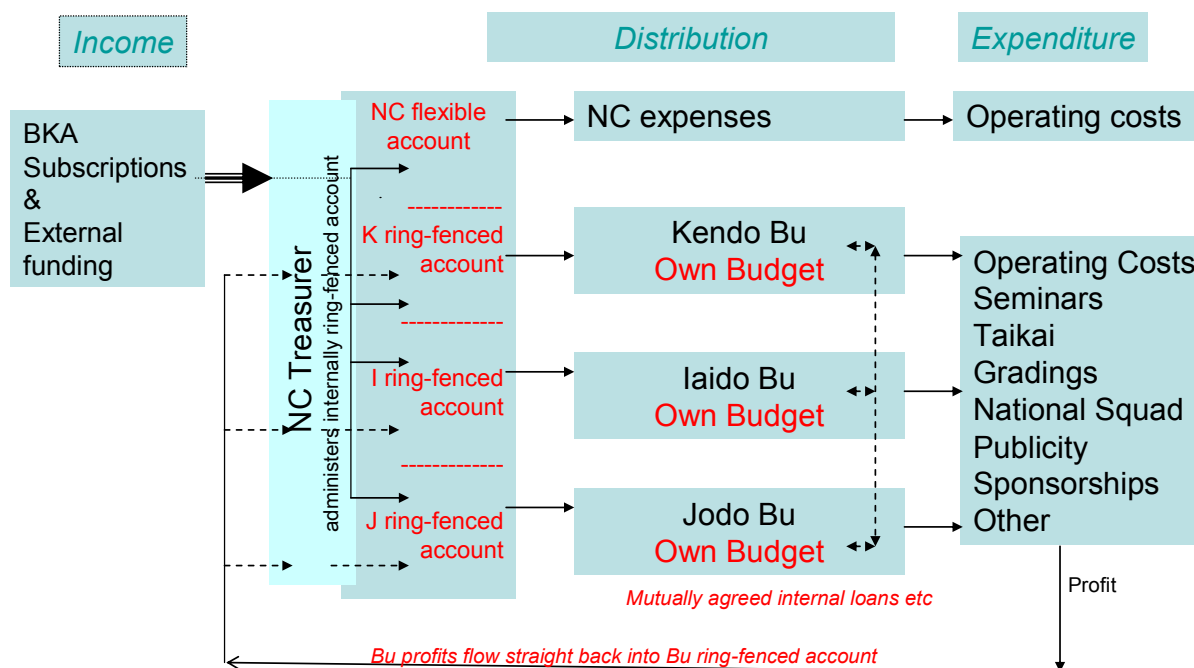 Income
Distribution
Expenditure
BKA
Subscriptions
&
External
funding
NC Treasurer
administers internally ring-fenced account
NC flexible
account
------------
K ring-fenced
account
-------------
I ring-fenced
account
-------------
J ring-fenced
account
NC expenses
Operating costs
Kendo Bu
Own Budget
Iaido Bu
Own Budget
Jodo Bu
Own Budget
Mutually agreed internal loans etc
Operating Costs
Seminars
Taikai
Gradings
National Squad
Publicity
Sponsorships
Other
Profit
Bu profits flow straight back into Bu ring-fenced account